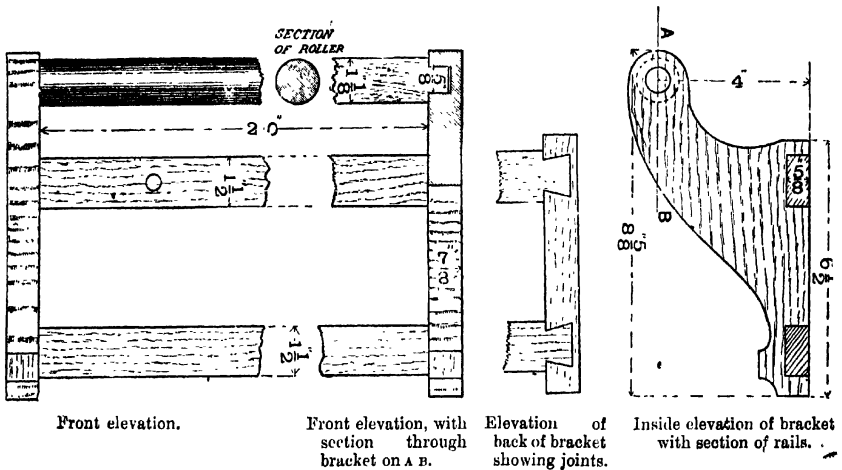 SECTION
OF ROLLER
1 1/8"
5/8"
2'·0"
1 1/2"
7/8"
1 1/2"
A
4"
5/8
B
8 5/8"
6 1/2
Front elevation.
Front elevation, with
section through
bracket on A B.
Elevation of
back of bracket
showing joints.
Inside elevation of bracket
with section of rails.